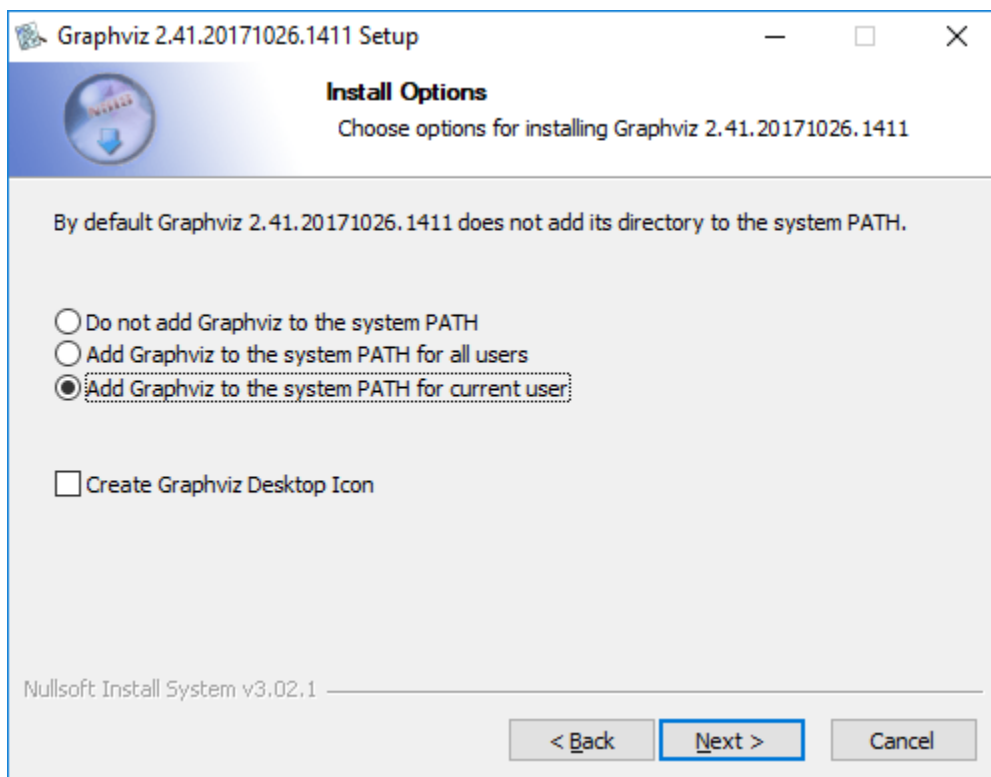 Graphviz 2.41.20171026.1411 Setup
Install Options
Choose options for installing Graphviz 2.41.20171026.1411
By default Graphviz 2.41.20171026.1411 does not add its directory to the system PATH.
Do not add Graphviz to the system PATH
Add Graphviz to the system PATH for all users
Add Graphviz to the system PATH for current user
Create Graphviz Desktop Icon
Nullsoft Install System v3.02.1
< Back Next > Cancel